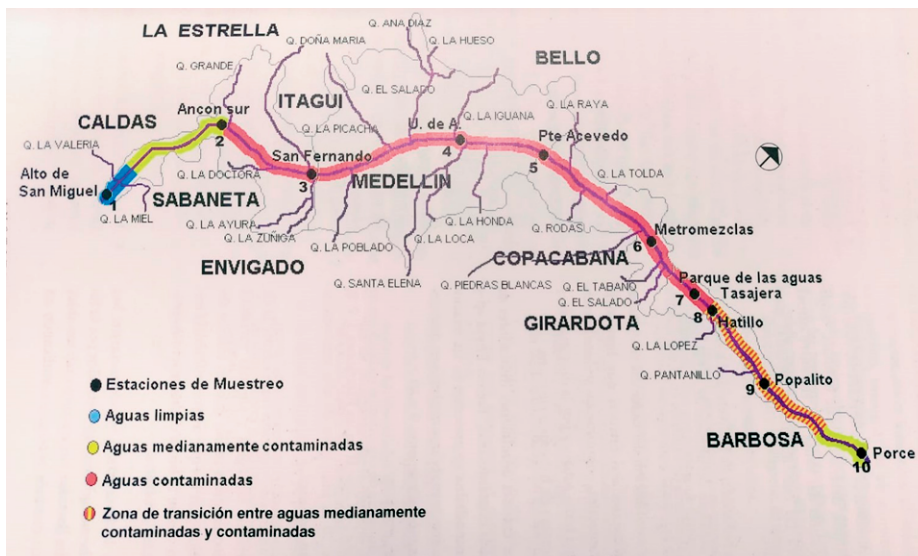 Q. ANA DIAZ
LA ESTRELLA
Q. DOÑA MARIA
Q. LA HUESO
BELLO
Q. GRANDE
Q. EL SALADO
ITAGUI
Ancon sur
Q. LA IGUANA
Q. LA RAYA
CALDAS
Q. LA PICACHA
U. de A.
Pte Acevedo
2
Q. LA VALERIA
San Fernando
4
5
Alto de
San Miguel
Q. LA DOCTORA
3
MEDELLIN
Q. LA TOLDA
1
SABANETA
Q. LA MIEL
Q. LA AYURA
Q. LA HONDA
Q. RODAS
Metromezclas
Q. LA ZUÑIGA
Q. LA POBLADO
Q. LA LOCA
6
ENVIGADO
COPACABANA
Q. SANTA ELENA
Q. PIEDRAS BLANCAS
Q. EL TABANO
Parque de las aguas
Q. EL SALADO
7
Tasajera
GIRARDOTA
8
Hatillo
Q. LA LOPEZ
Q. PANTANILLO
Popalito
9
BARBOSA
Porce
10
Estaciones de Muestreo
Aguas limpias
Aguas medianamente contaminadas
Aguas contaminadas
Zona de transición entre aguas medianamente
contaminadas y contaminadas